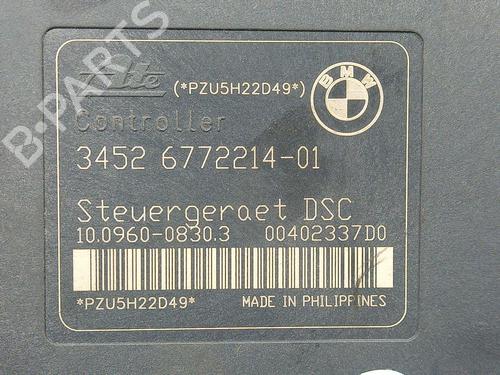 Ate
(*PZU5H22D49*)
BMW
Controller
3452 6772214-01
Steuergeraet DSC
10.0960-0830.3 00402337D0
*PZU5H22D49* MADE IN PHILIPPINES
B-PARTS